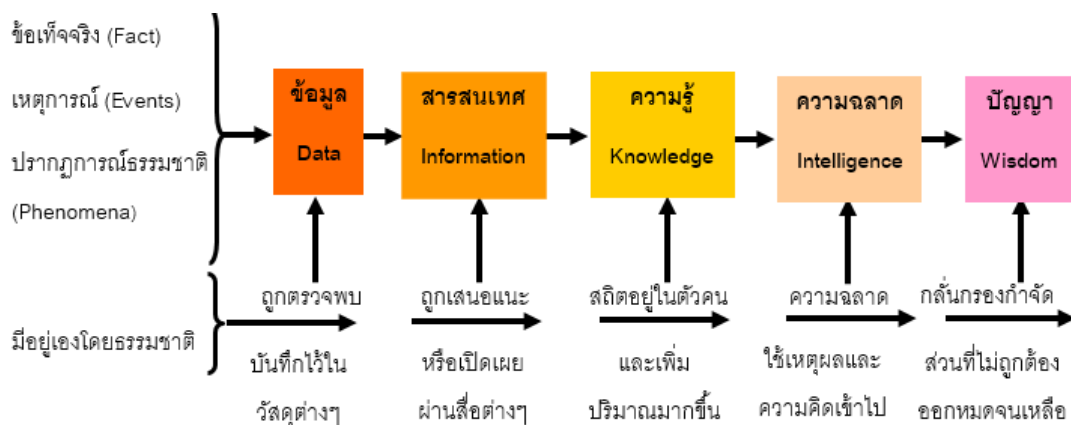 ข้อเท็จจริง (Fact)
เหตุการณ์ (Events)
ปรากฏการณ์ธรรมชาติ
(Phenomena)
ข้อมูล
Data
สารสนเทศ
Information
ความรู้
Knowledge
ความฉลาด
Intelligence
ปัญญา
Wisdom
มีอยู่เองโดยธรรมชาติ
ถูกตรวจพบ
บันทึกไว้ใน
วัสดุต่างๆ
ถูกเสนอแนะ
หรือเปิดเผย
ผ่านสื่อต่างๆ
สถิตอยู่ในตัวคน
และเพิ่ม
ปริมาณมากขึ้น
ความฉลาด
ใช้เหตุผลและ
ความคิดเข้าไป
กลั่นกรองกำจัด
ส่วนที่ไม่ถูกต้อง
ออกหมดจนเหลือ